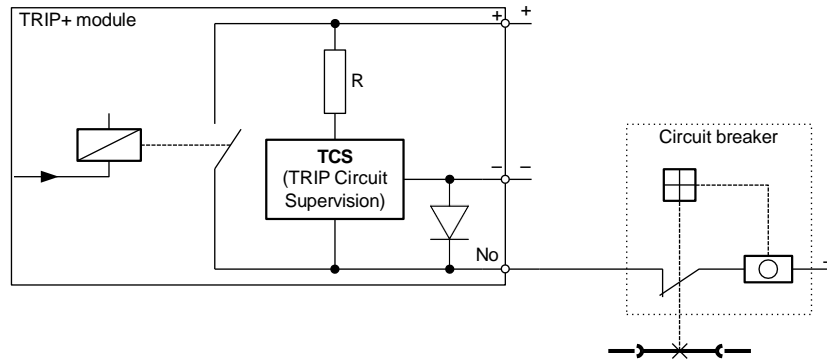 TRIP+ module
+ +
R
TCS
(TRIP Circuit
Supervision)
– –
No
Circuit breaker
–